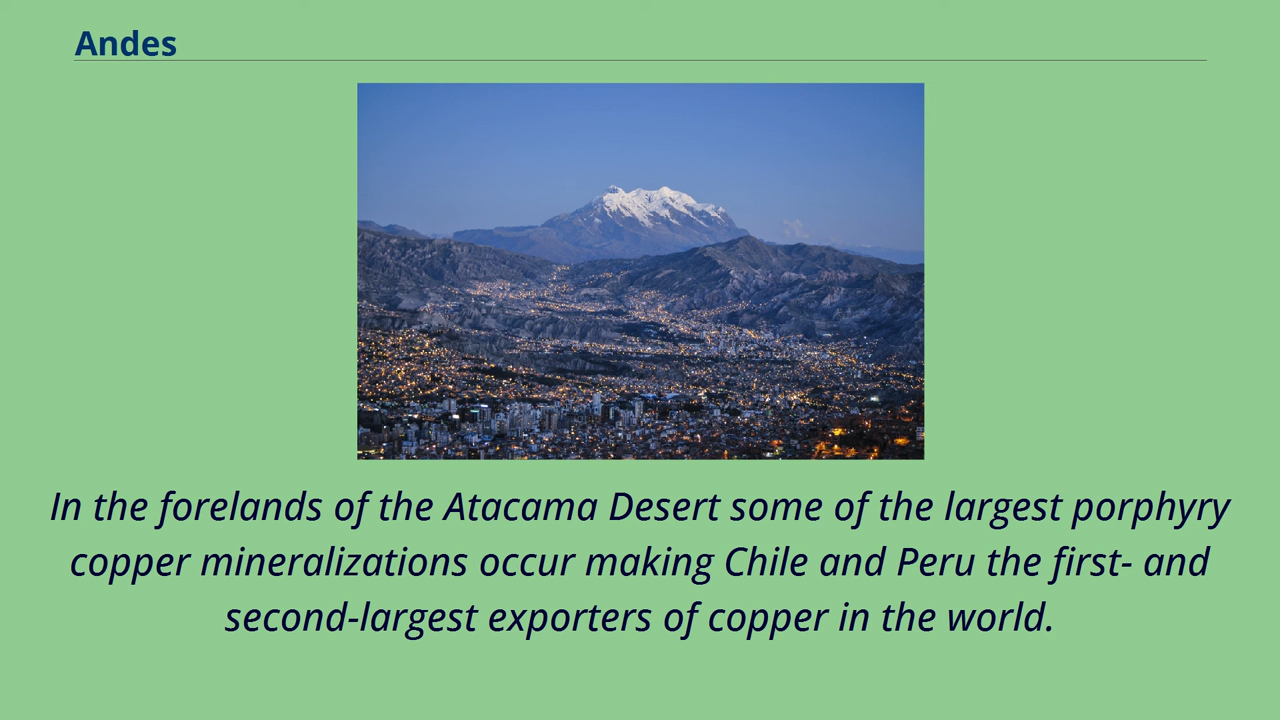 Andes
In the forelands of the Atacama Desert some of the largest porphyry
copper mineralizations occur making Chile and Peru the first- and
second-largest exporters of copper in the world.